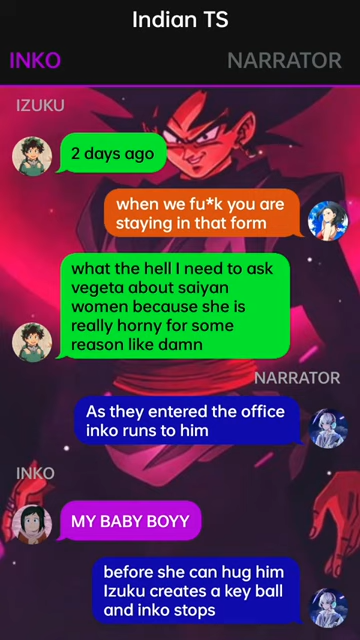 Indian TS
INKO
NARRATOR
IZUKU
2 days ago
when we fu*k you are
staying in that form
what the hell I need to ask
vegeta about saiyan
women because she is
really horny for some
reason like damn
NARRATOR
As they entered the office
inko runs to him
INKO
MY BABY BOYY
before she can hug him
Izuku creates a key ball
and inko stops